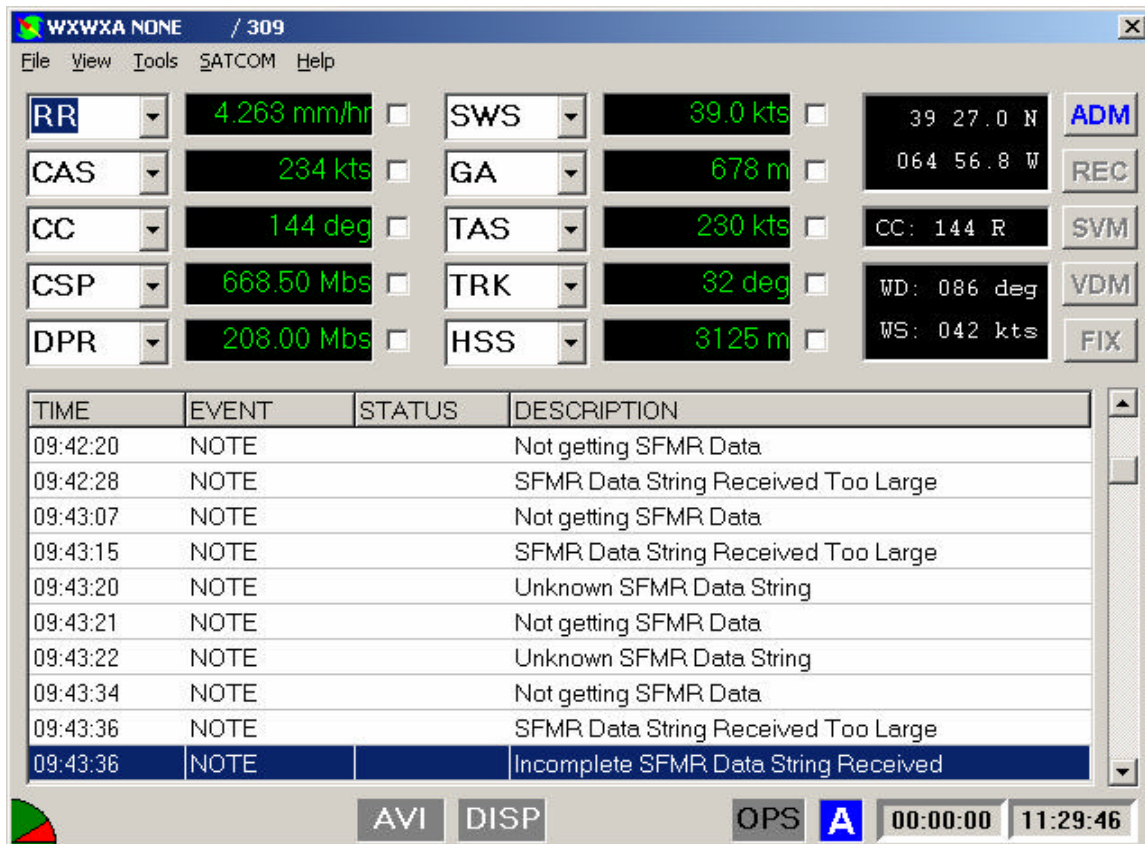 WXWXA NONE / 309
File View Tools SATCOM Help
RR 4.263 mm/hr SWS 39.0 kts 39 27.0 N ADM
CAS 234 kts GA 678 m 064 56.8 W REC
CC 144 deg TAS 230 kts CC: 144 R SVM
CSP 668.50 Mbs TRK 32 deg WD: 086 deg VDM
DPR 208.00 Mbs HSS 3125 m WS: 042 kts FIX
TIME EVENT STATUS DESCRIPTION
09:42:20 NOTE Not getting SFMR Data
09:42:28 NOTE SFMR Data String Received Too Large
09:43:07 NOTE Not getting SFMR Data
09:43:15 NOTE SFMR Data String Received Too Large
09:43:20 NOTE Unknown SFMR Data String
09:43:21 NOTE Not getting SFMR Data
09:43:22 NOTE Unknown SFMR Data String
09:43:34 NOTE Not getting SFMR Data
09:43:36 NOTE SFMR Data String Received Too Large
09:43:36 NOTE Incomplete SFMR Data String Received
AVI DISP OPS A 00:00:00 11:29:46